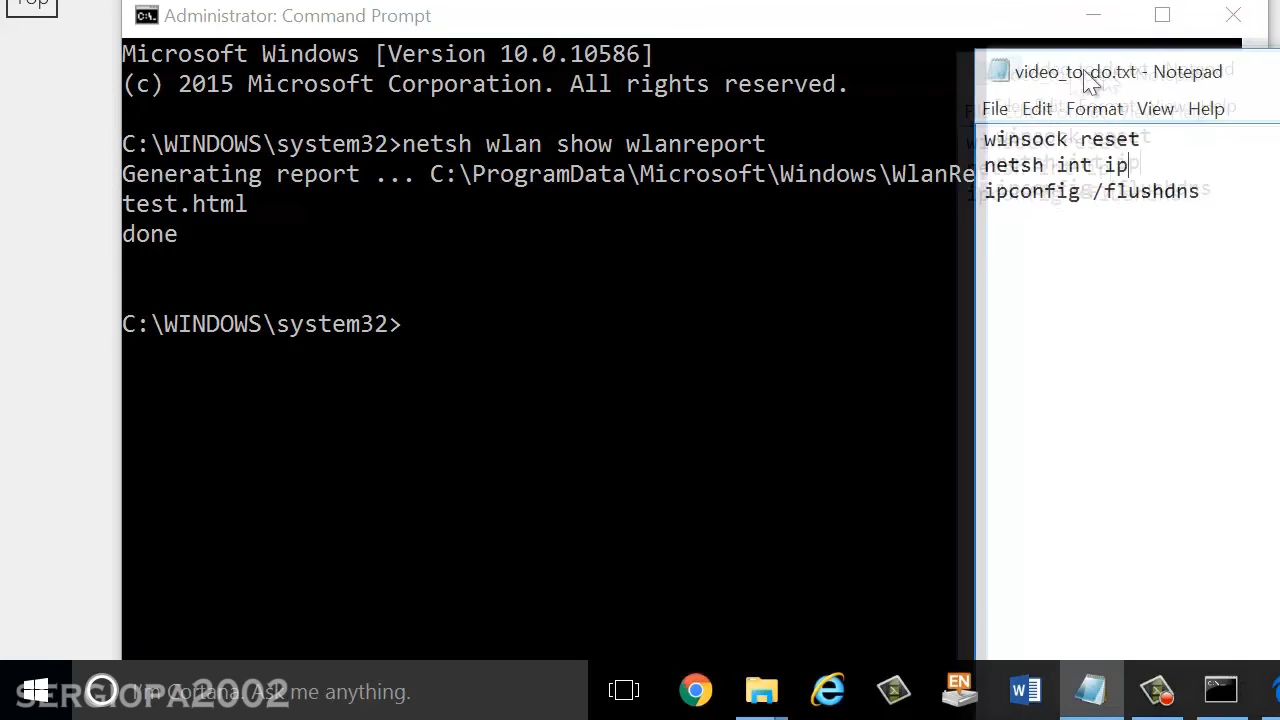 Top
Administrator: Command Prompt
Microsoft Windows [Version 10.0.10586]
(c) 2015 Microsoft Corporation. All rights reserved.
C:\WINDOWS\system32>netsh wlan show wlanreport
Generating report ... C:\ProgramData\Microsoft\Windows\WlanRe
test.html
done
C:\WINDOWS\system32>
video_to_do.txt - Notepad
File Edit Format View Help
winsock reset
netsh int ip
ipconfig /flushdns
I'm Cortana. Ask me anything.
SERGIOPA2002
EN